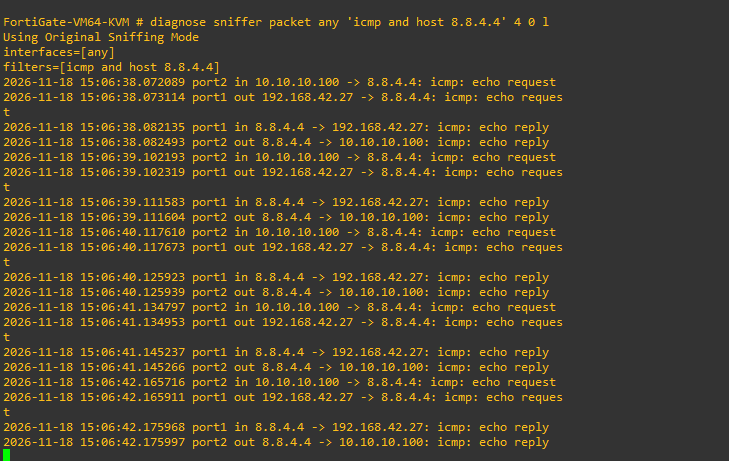 FortiGate-VM64-KVM # diagnose sniffer packet any 'icmp and host 8.8.4.4' 4 0 l
Using Original Sniffing Mode
interfaces=[any]
filters=[icmp and host 8.8.4.4]
2026-11-18 15:06:38.072089 port2 in 10.10.10.100 -> 8.8.4.4: icmp: echo request
2026-11-18 15:06:38.073114 port1 out 192.168.42.27 -> 8.8.4.4: icmp: echo reques
t
2026-11-18 15:06:38.082135 port1 in 8.8.4.4 -> 192.168.42.27: icmp: echo reply
2026-11-18 15:06:38.082493 port2 out 8.8.4.4 -> 10.10.10.100: icmp: echo reply
2026-11-18 15:06:39.102193 port2 in 10.10.10.100 -> 8.8.4.4: icmp: echo request
2026-11-18 15:06:39.102319 port1 out 192.168.42.27 -> 8.8.4.4: icmp: echo reques
t
2026-11-18 15:06:39.111583 port1 in 8.8.4.4 -> 192.168.42.27: icmp: echo reply
2026-11-18 15:06:39.111604 port2 out 8.8.4.4 -> 10.10.10.100: icmp: echo reply
2026-11-18 15:06:40.117610 port2 in 10.10.10.100 -> 8.8.4.4: icmp: echo request
2026-11-18 15:06:40.117673 port1 out 192.168.42.27 -> 8.8.4.4: icmp: echo reques
t
2026-11-18 15:06:40.125923 port1 in 8.8.4.4 -> 192.168.42.27: icmp: echo reply
2026-11-18 15:06:40.125939 port2 out 8.8.4.4 -> 10.10.10.100: icmp: echo reply
2026-11-18 15:06:41.134797 port2 in 10.10.10.100 -> 8.8.4.4: icmp: echo request
2026-11-18 15:06:41.134953 port1 out 192.168.42.27 -> 8.8.4.4: icmp: echo reques
t
2026-11-18 15:06:41.145237 port1 in 8.8.4.4 -> 192.168.42.27: icmp: echo reply
2026-11-18 15:06:41.145266 port2 out 8.8.4.4 -> 10.10.10.100: icmp: echo reply
2026-11-18 15:06:42.165716 port2 in 10.10.10.100 -> 8.8.4.4: icmp: echo request
2026-11-18 15:06:42.165911 port1 out 192.168.42.27 -> 8.8.4.4: icmp: echo reques
t
2026-11-18 15:06:42.175968 port1 in 8.8.4.4 -> 192.168.42.27: icmp: echo reply
2026-11-18 15:06:42.175997 port2 out 8.8.4.4 -> 10.10.10.100: icmp: echo reply